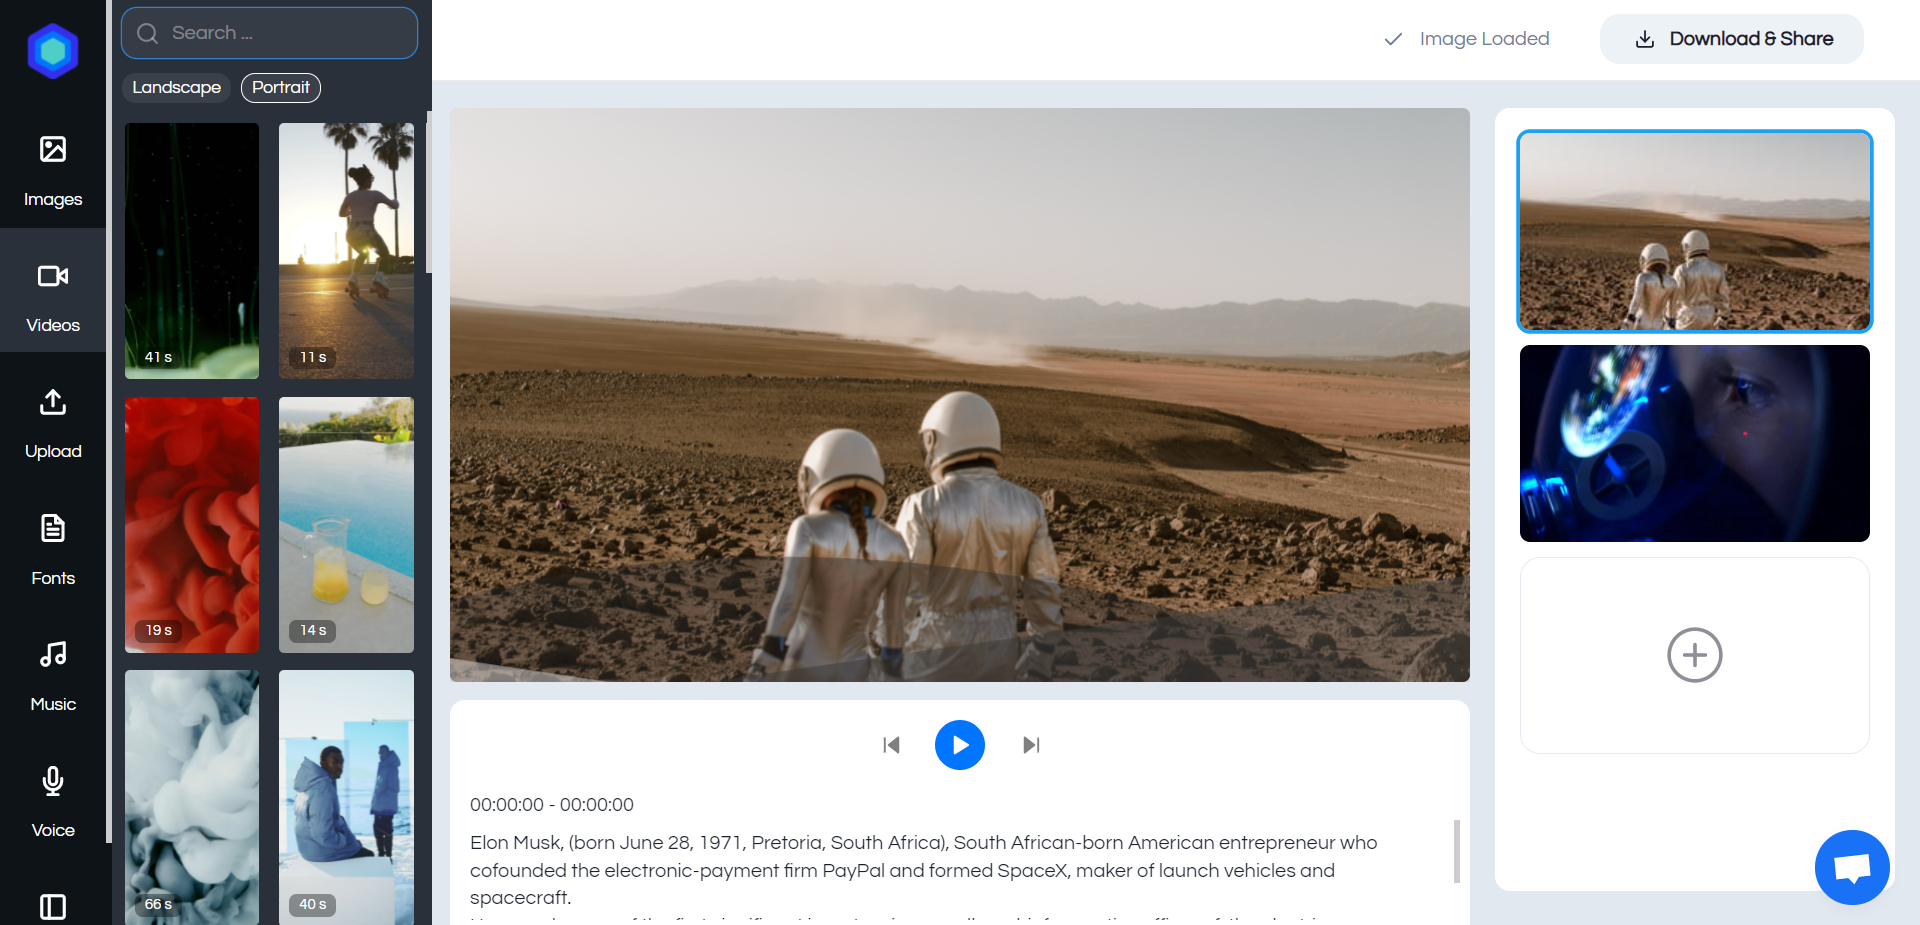 Search ...
Image Loaded
Download & Share
Landscape
Portrait
Images
Videos
Upload
Fonts
Music
Voice
41 s
11 s
19 s
14 s
66 s
40 s
00:00:00 - 00:00:00
Elon Musk, (born June 28, 1971, Pretoria, South Africa), South African-born American entrepreneur who
cofounded the electronic-payment firm PayPal and formed SpaceX, maker of launch vehicles and
spacecraft.